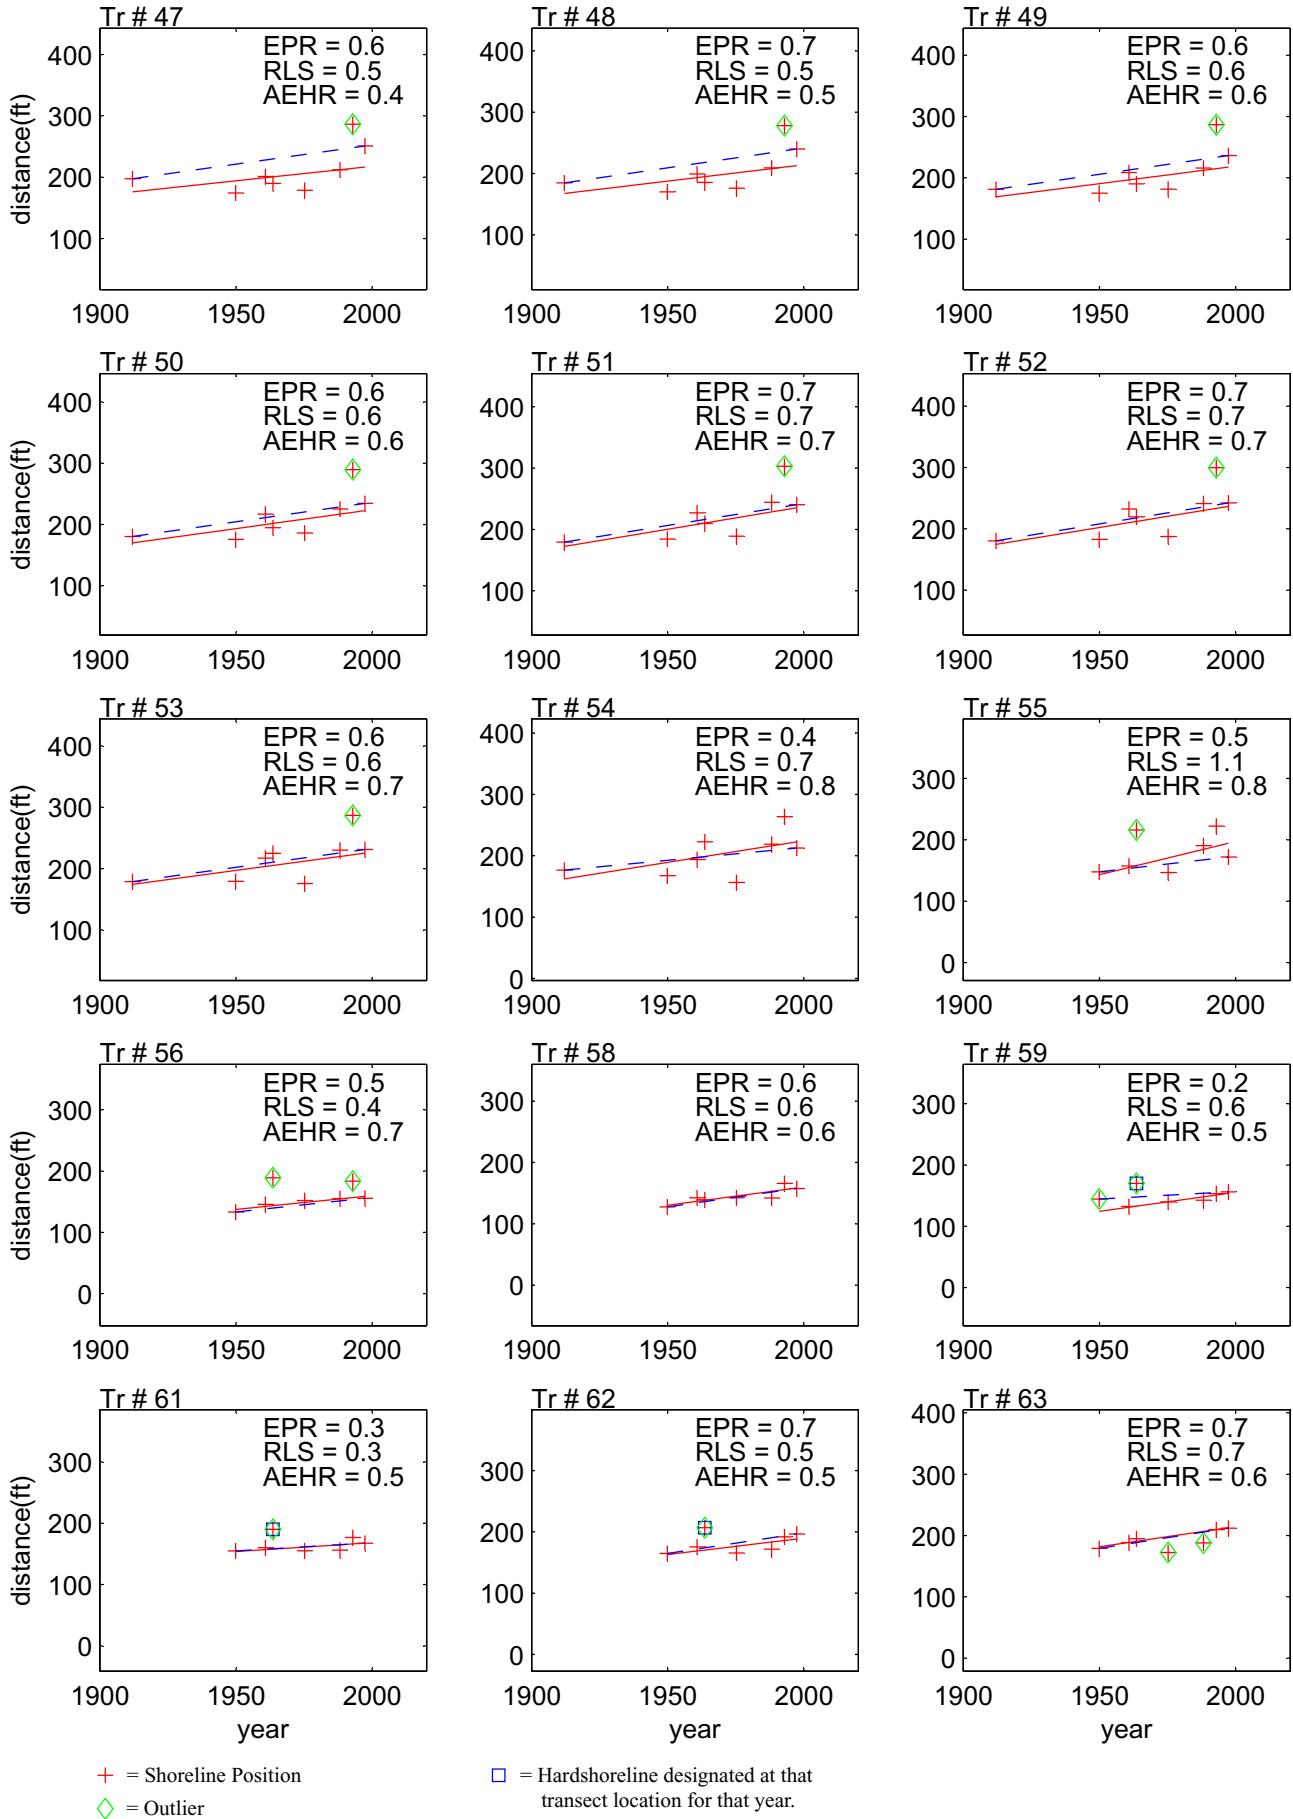 Tr # 47
EPR = 0.6
RLS = 0.5
AEHR = 0.4
400
300
200
100
distance(ft)
1900 1950 2000
Tr # 48
EPR = 0.7
RLS = 0.5
AEHR = 0.5
400
300
200
100
1900 1950 2000
Tr # 49
EPR = 0.6
RLS = 0.6
AEHR = 0.6
400
300
200
100
1900 1950 2000
Tr # 50
EPR = 0.6
RLS = 0.6
AEHR = 0.6
400
300
200
100
distance(ft)
1900 1950 2000
Tr # 51
EPR = 0.7
RLS = 0.7
AEHR = 0.7
400
300
200
100
1900 1950 2000
Tr # 52
EPR = 0.7
RLS = 0.7
AEHR = 0.7
400
300
200
100
1900 1950 2000
Tr # 53
EPR = 0.6
RLS = 0.6
AEHR = 0.7
400
300
200
100
distance(ft)
1900 1950 2000
Tr # 54
EPR = 0.4
RLS = 0.7
AEHR = 0.8
400
300
200
100
0
1900 1950 2000
Tr # 55
EPR = 0.5
RLS = 1.1
AEHR = 0.8
300
200
100
0
1900 1950 2000
Tr # 56
EPR = 0.5
RLS = 0.4
AEHR = 0.7
300
200
100
0
distance(ft)
1900 1950 2000
Tr # 58
EPR = 0.6
RLS = 0.6
AEHR = 0.6
300
200
100
0
1900 1950 2000
Tr # 59
EPR = 0.2
RLS = 0.6
AEHR = 0.5
300
200
100
0
1900 1950 2000
Tr # 61
EPR = 0.3
RLS = 0.3
AEHR = 0.5
300
200
100
0
distance(ft)
1900 1950 2000
year
Tr # 62
EPR = 0.7
RLS = 0.5
AEHR = 0.5
300
200
100
0
1900 1950 2000
year
Tr # 63
EPR = 0.7
RLS = 0.7
AEHR = 0.6
400
300
200
100
0
1900 1950 2000
year
= Shoreline Position
= Outlier
= Hardshoreline designated at that
transect location for that year.